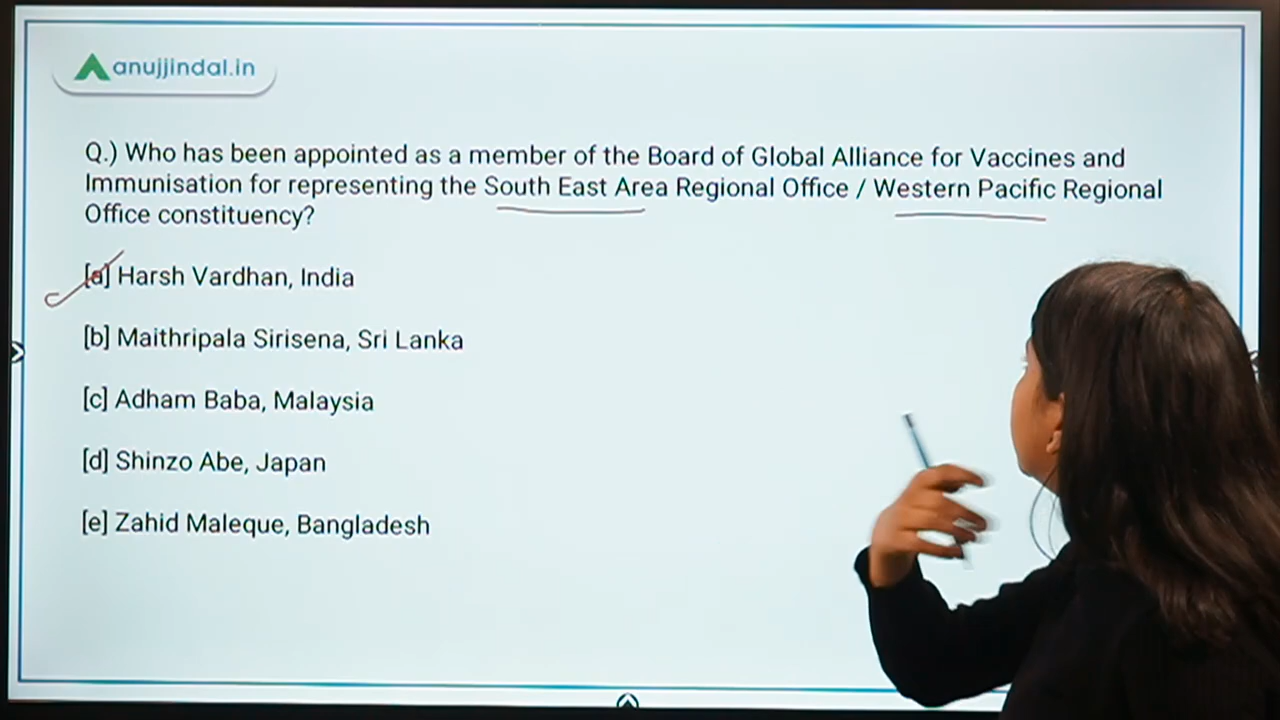 anujjindal.in
Q.) Who has been appointed as a member of the Board of Global Alliance for Vaccines and
Immunisation for representing the South East Area Regional Office / Western Pacific Regional
Office constituency?
[a] Harsh Vardhan, India
[b] Maithripala Sirisena, Sri Lanka
[c] Adham Baba, Malaysia
[d] Shinzo Abe, Japan
[e] Zahid Maleque, Bangladesh